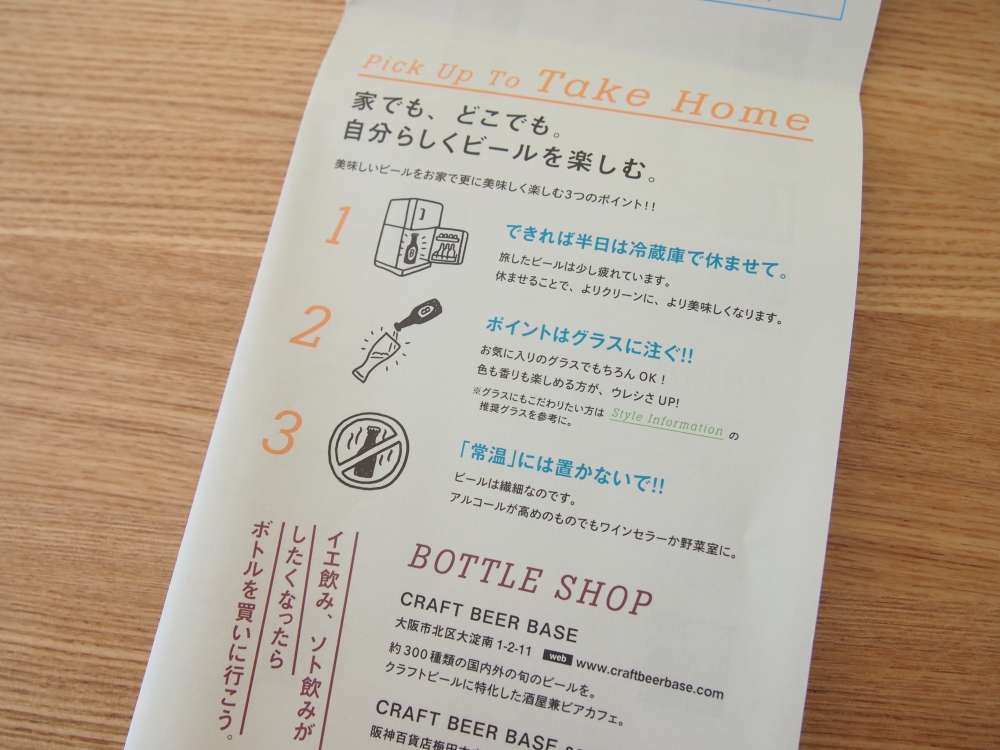 Pick Up To Take Home
家でも、どこでも。
自分らしくビールを楽しむ。
美味しいビールをお家で更に美味しく楽しむ3つのポイント!!
1
できれば半日は冷蔵庫で休ませて。
旅したビールは少し疲れています。
休ませることで、よりクリーンに、より美味しくなります。
2
ポイントはグラスに注ぐ!!
お気に入りのグラスでもちろんOK!
色も香りも楽しめる方が、ウレシさUP!
※グラスにもこだわりたい方は Style Information の
推奨グラスを参考に。
3
「常温」には置かないで!!
ビールは繊細なのです。
アルコールが高めのものでもワインセラーか野菜室に。
イエ飲み、ソト飲みが
したくなったら
ボトルを買いに行こう。
BOTTLE SHOP
CRAFT BEER BASE
大阪市北区大淀南1-2-11 web www.craftbeerbase.com
約300種類の国内外の旬のビールを。
クラフトビールに特化した酒屋兼ビアカフェ。
CRAFT BEER BASE
阪神百貨店梅田